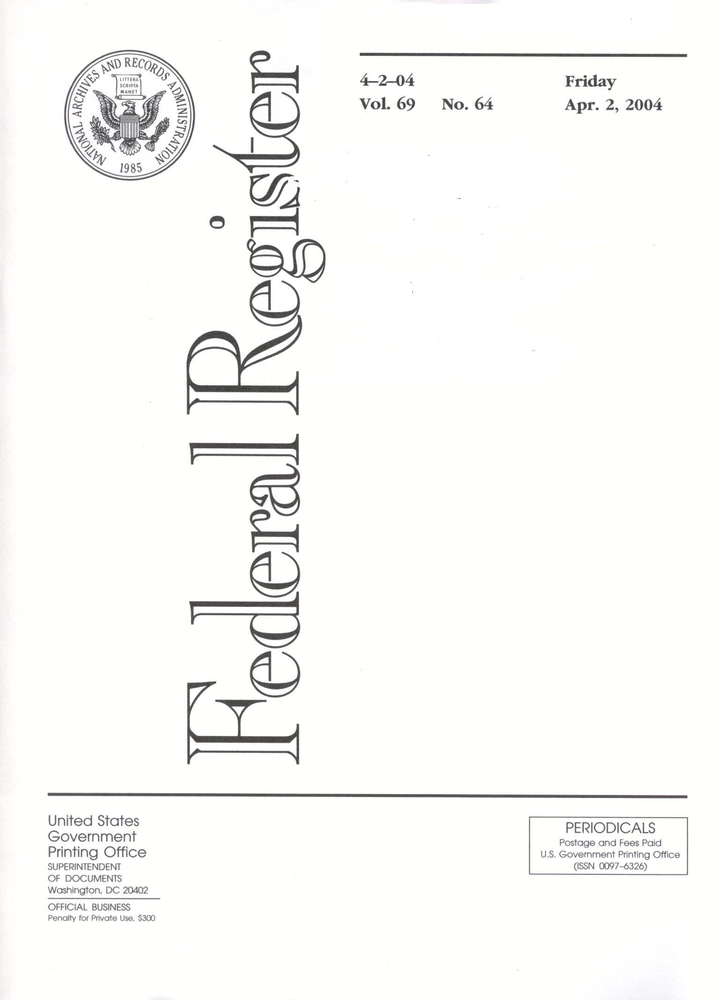 NATIONAL ARCHIVES AND RECORDS ADMINISTRATION
LITTERA
SCRIPTA
MANET
1985
Federal Register
4–2–04
Vol. 69 No. 64
Friday
Apr. 2, 2004
United States
Government
Printing Office
SUPERINTENDENT
OF DOCUMENTS
Washington, DC 20402
OFFICIAL BUSINESS
Penalty for Private Use, $300
PERIODICALS
Postage and Fees Paid
U.S. Government Printing Office
(ISSN 0097–6326)